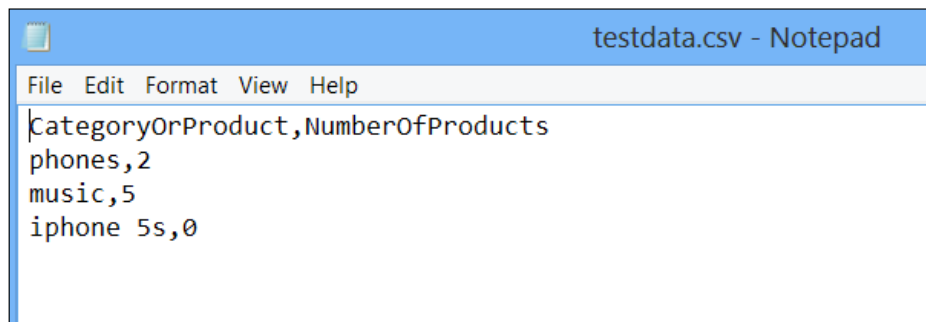 testdata.csv - Notepad
File Edit Format View Help
CategoryOrProduct,NumberOfProducts
phones,2
music,5
iphone 5s,0